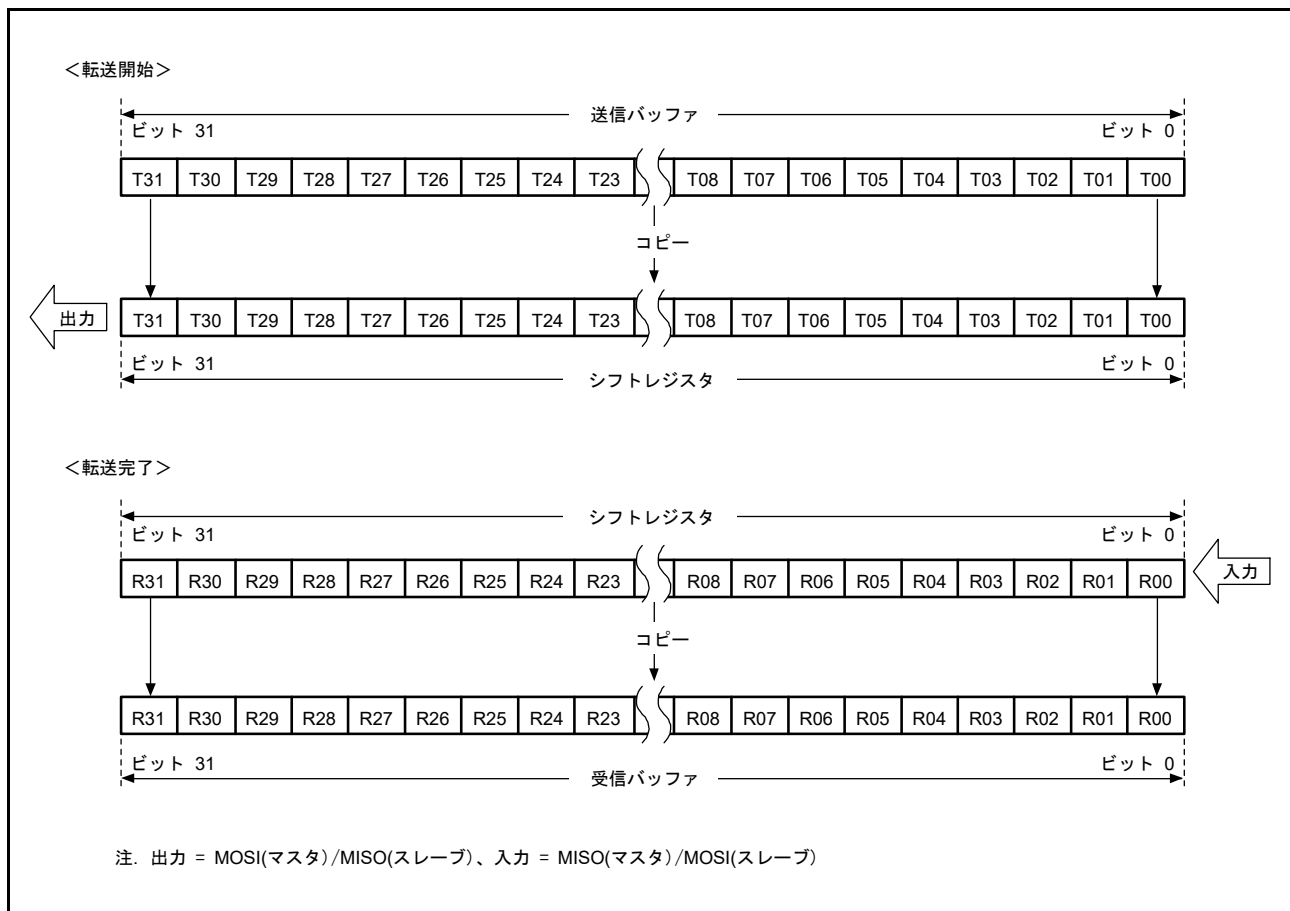 <転送開始>
送信バッファ
ビット 31 ビット 0
T31 T30 T29 T28 T27 T26 T25 T24 T23 T08 T07 T06 T05 T04 T03 T02 T01 T00
コピー
出力 T31 T30 T29 T28 T27 T26 T25 T24 T23 T08 T07 T06 T05 T04 T03 T02 T01 T00
ビット 31 ビット 0
シフトレジスタ
<転送完了>
シフトレジスタ
ビット 31 ビット 0
R31 R30 R29 R28 R27 R26 R25 R24 R23 R08 R07 R06 R05 R04 R03 R02 R01 R00 入力
コピー
R31 R30 R29 R28 R27 R26 R25 R24 R23 R08 R07 R06 R05 R04 R03 R02 R01 R00
ビット 31 ビット 0
受信バッファ
注. 出力 = MOSI(マスタ)/MISO(スレーブ)、入力 = MISO(マスタ)/MOSI(スレーブ)